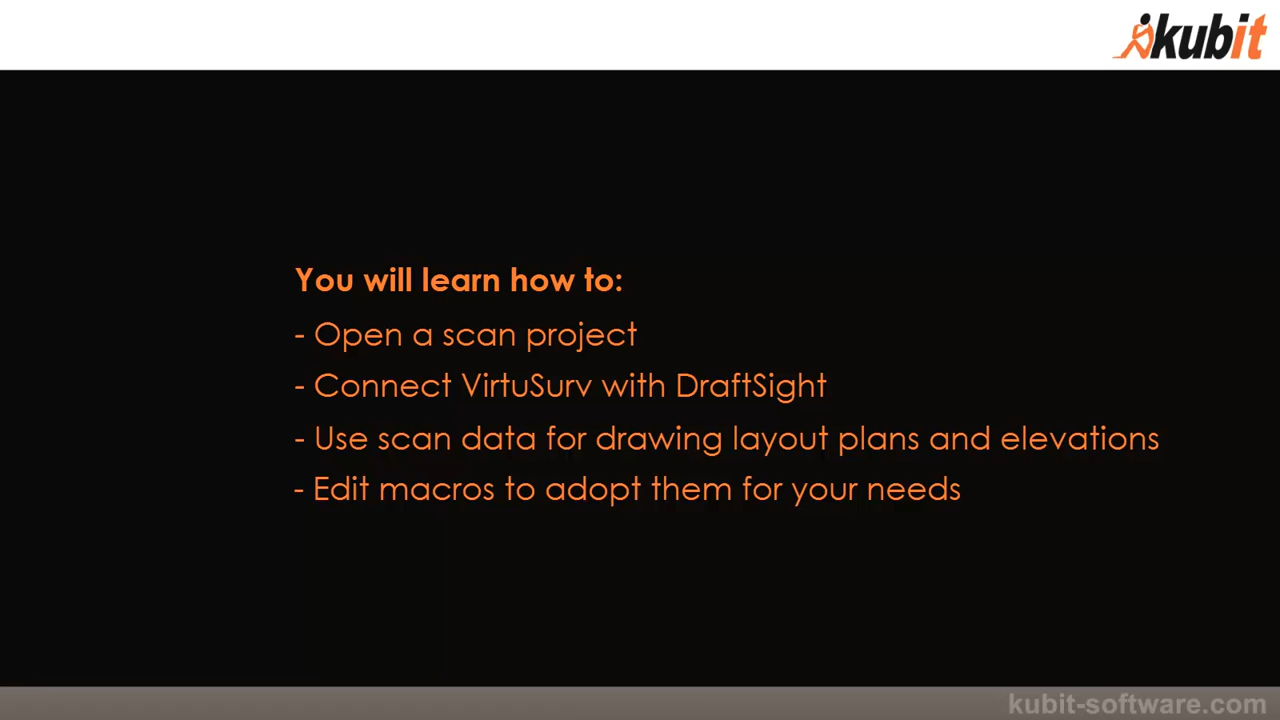 kubit
You will learn how to:
- Open a scan project
- Connect VirtuSurv with DraftSight
- Use scan data for drawing layout plans and elevations
- Edit macros to adopt them for your needs
kubit-software.com